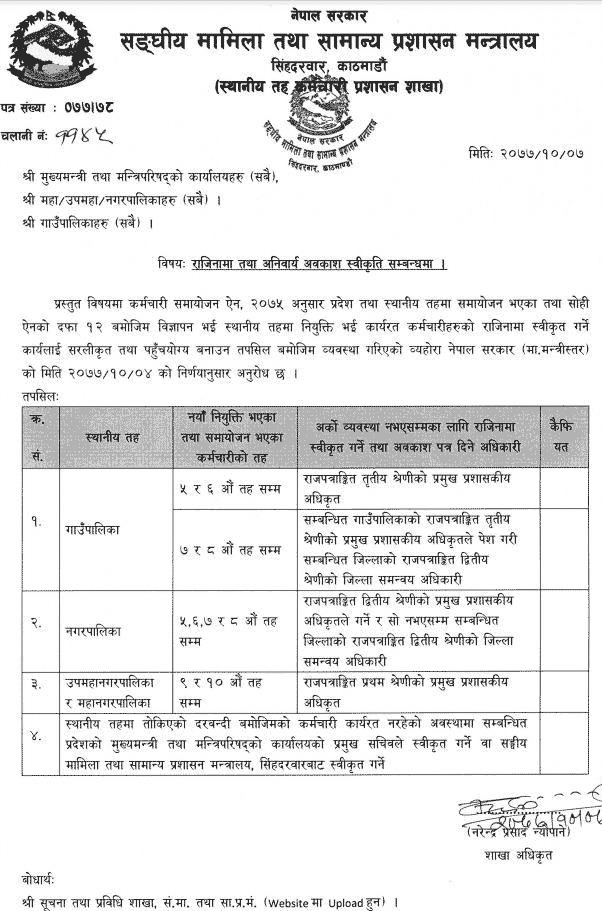 नेपाल सरकार
सङ्घीय मामिला तथा सामान्य प्रशासन मन्त्रालय
सिंहदरवार, काठमाडौं
(स्थानीय तह कर्मचारी प्रशासन शाखा)
पत्र संख्या : ०७७।७८
चलानी नं: ११४५
नेपाल सरकार
सङ्घीय मामिला तथा सामान्य प्रशासन मन्त्रालय
सिंहदरवार, काठमाण्डौ
मितिः २०७७/१०/०७
श्री मुख्यमन्त्री तथा मन्त्रिपरिषद्को कार्यालयहरु (सबै),
श्री महा/उपमहा/नगरपालिकाहरु (सबै) ।
श्री गाउँपालिकाहरु (सबै) ।
विषयः राजिनामा तथा अनिवार्य अवकाश स्वीकृति सम्बन्धमा ।
प्रस्तुत विषयमा कर्मचारी समायोजन ऐन, २०७५ अनुसार प्रदेश तथा स्थानीय तहमा समायोजन भएका तथा सोही
ऐनको दफा १२ बमोजिम विज्ञापन भई स्थानीय तहमा नियुक्ति भई कार्यरत कर्मचारीहरुको राजिनामा स्वीकृत गर्ने
कार्यलाई सरलीकृत तथा पहुँचयोग्य बनाउन तपसिल बमोजिम व्यवस्था गरिएको व्यहोरा नेपाल सरकार (मा.मन्त्रीस्तर)
को मिति २०७७/१०/०४ को निर्णयानुसार अनुरोध छ ।
तपसिलः
क्र. सं. स्थानीय तह नयाँ नियुक्ति भएका तथा समायोजन भएका कर्मचारीको तह अर्को व्यवस्था नभएसम्मका लागि राजिनामा स्वीकृत गर्ने तथा अवकाश पत्र दिने अधिकारी कैफियत
१. गाउँपालिका ५ र ६ औं तह सम्म राजपत्राङ्कित तृतीय श्रेणीको प्रमुख प्रशासकीय
अधिकृत
७ र ८ औं तह सम्म सम्बन्धित गाउँपालिकाको राजपत्राङ्कित तृतीय
श्रेणीको प्रमुख प्रशासकीय अधिकृतले पेश गरी
सम्बन्धित जिल्लाको राजपत्राङ्कित द्वितीय
श्रेणीको जिल्ला समन्वय अधिकारी
२. नगरपालिका ५,६,७ र ८ औं तह सम्म राजपत्राङ्कित द्वितीय श्रेणीको प्रमुख प्रशासकीय
अधिकृतले गर्ने र सो नभएसम्म सम्बन्धित
जिल्लाको राजपत्राङ्कित द्वितीय श्रेणीको जिल्ला
समन्वय अधिकारी
३. उपमहानगरपालिका र महानगरपालिका ९ र १० औं तह सम्म राजपत्राङ्कित प्रथम श्रेणीको प्रमुख प्रशासकीय
अधिकृत
४. स्थानीय तहमा तोकिएको दरवन्दी बमोजिमको कर्मचारी कार्यरत नरहेको अवस्थामा सम्बन्धित
प्रदेशको मुख्यमन्त्री तथा मन्त्रिपरिषद्को कार्यालयको प्रमुख सचिवले स्वीकृत गर्ने वा सङ्घीय
मामिला तथा सामान्य प्रशासन मन्त्रालय, सिंहदरवारबाट स्वीकृत गर्ने
(नरेन्द्र प्रसाद न्यौपाने)
शाखा अधिकृत
बोधार्थः
श्री सूचना तथा प्रविधि शाखा, सं.मा. तथा सा.प्र.मं. (Website मा Upload हुन) ।